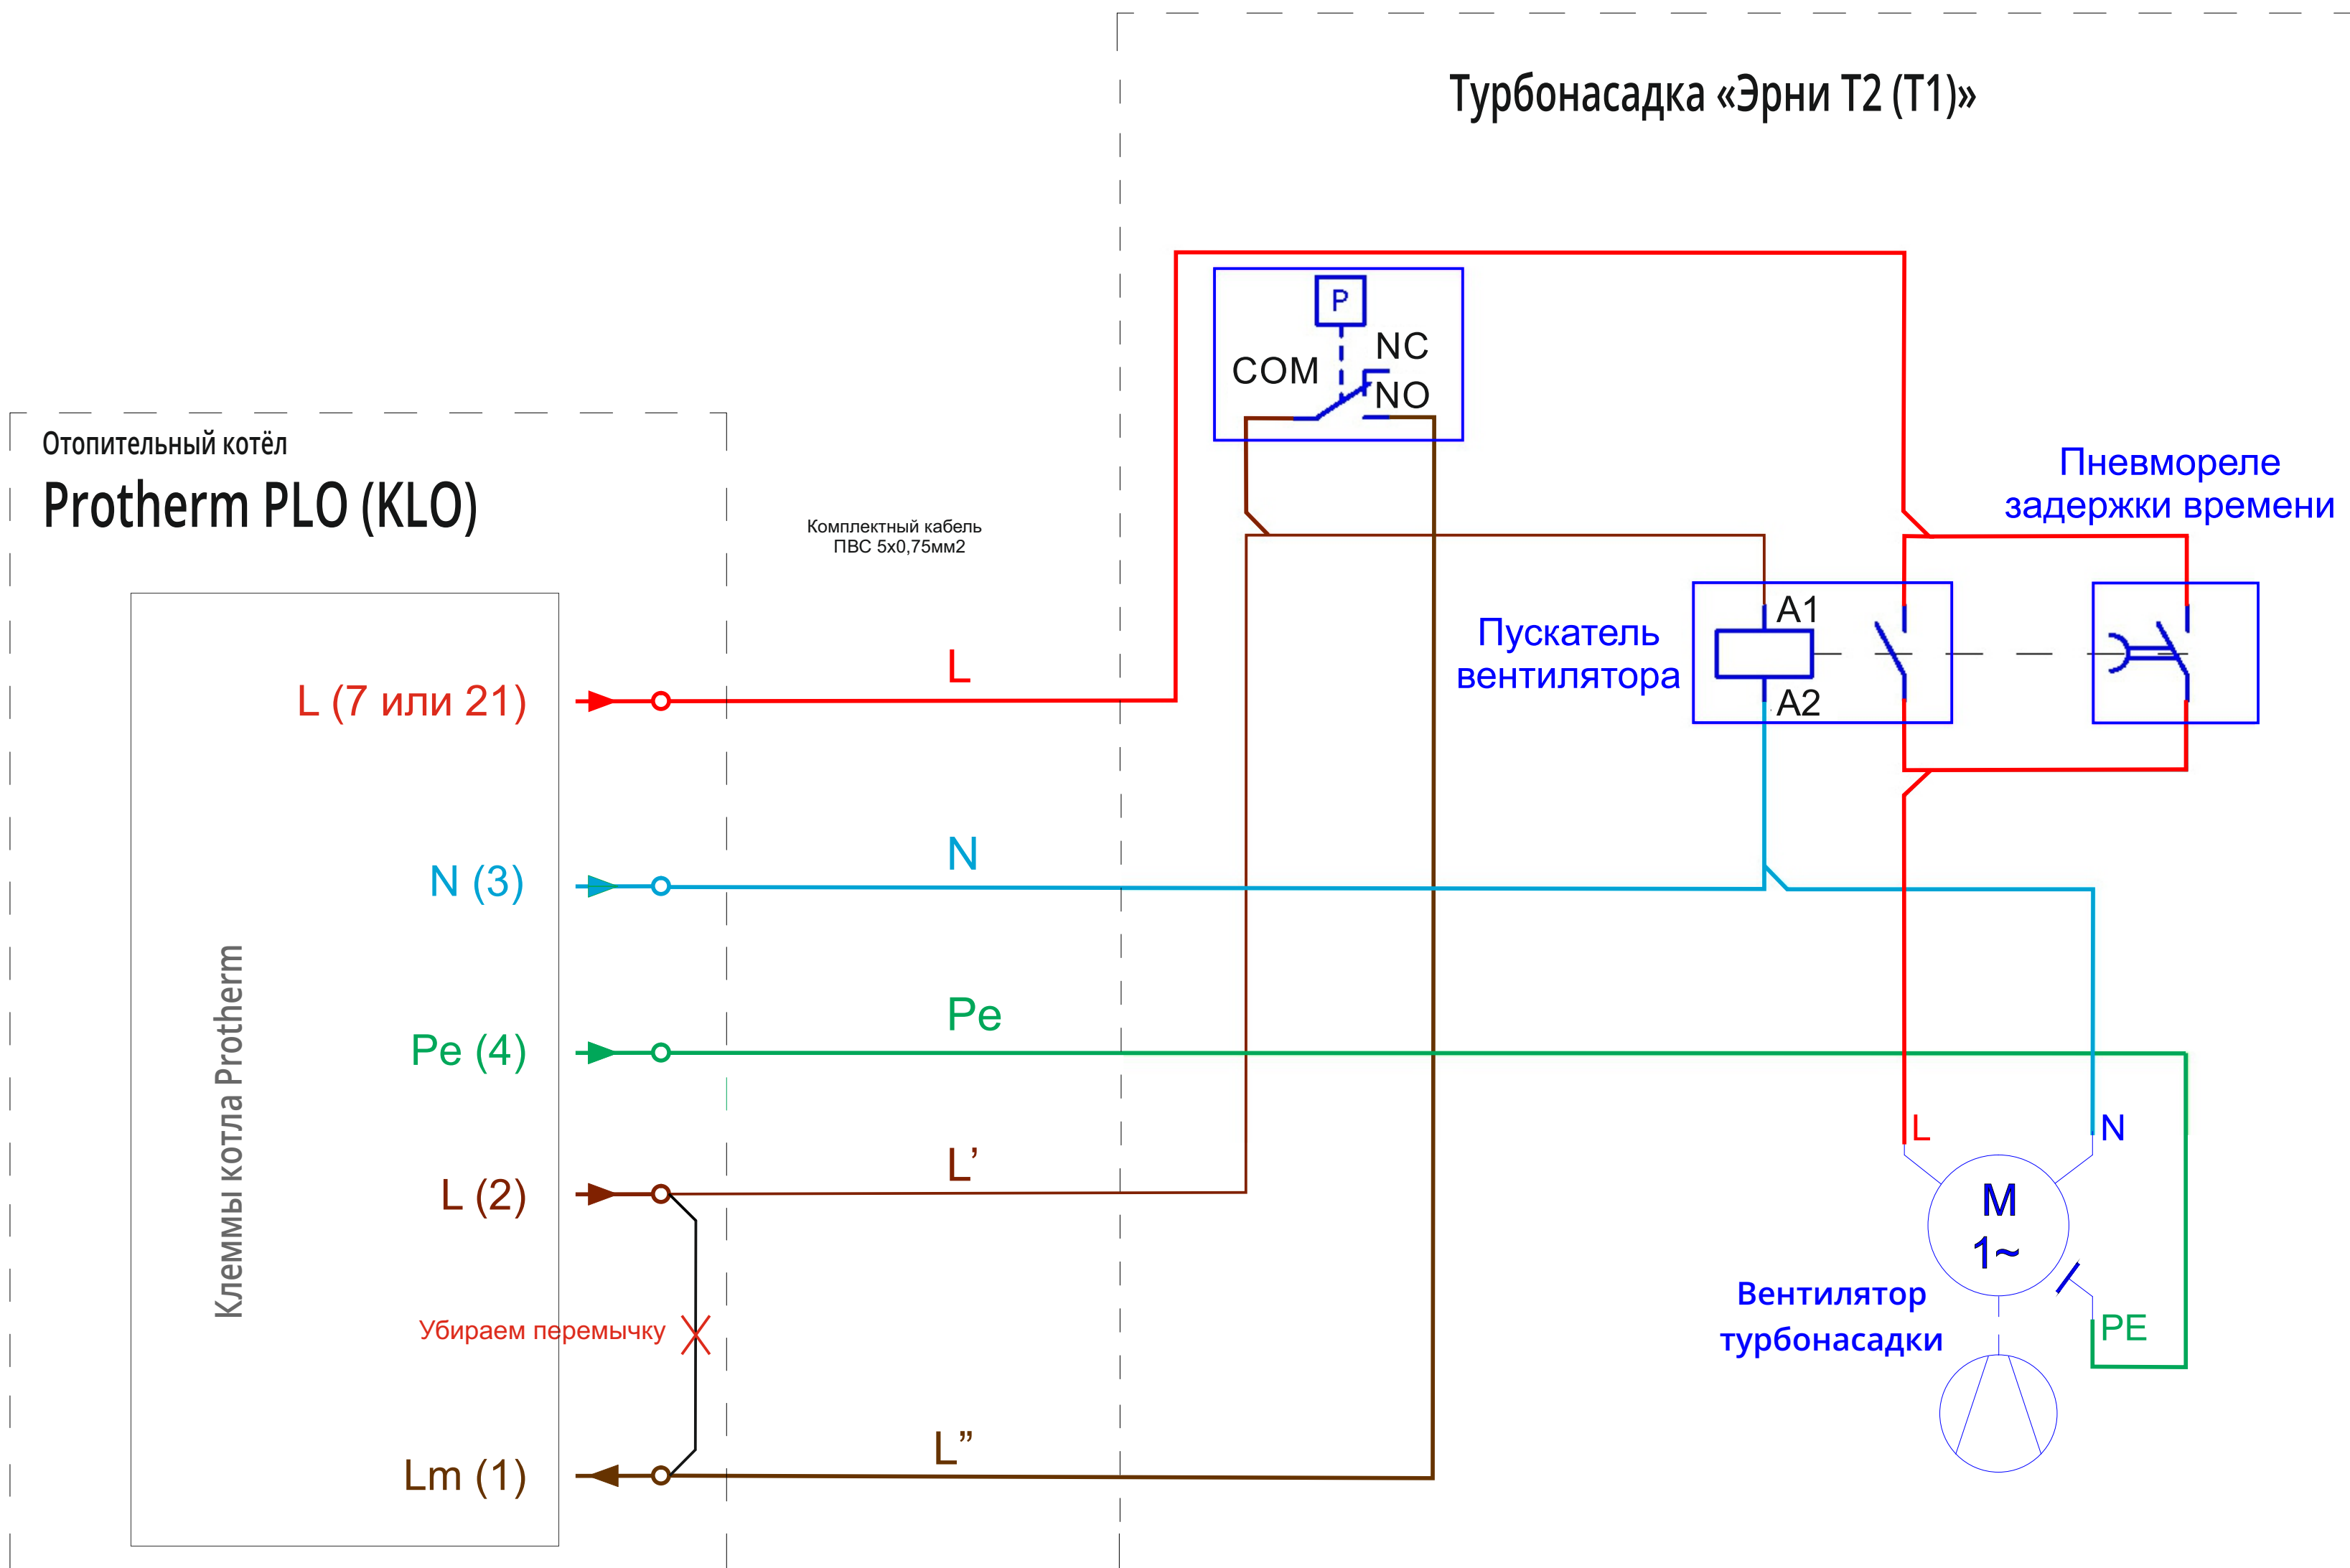 Турбонасадка «Эрни Т2 (Т1)»
P
NC
COM
NO
Отопительный котёл
Protherm PLO (KLO)
Комплектный кабель
ПВС 5х0,75мм2
Пневмореле
задержки времени
Пускатель
вентилятора
A1
A2
L (7 или 21)
L
N (3)
N
Pe (4)
Pe
L (2)
L’
Клеммы котла Protherm
Убираем перемычку
Lm (1)
L”
L
N
M
1~
PE
Вентилятор
турбонасадки